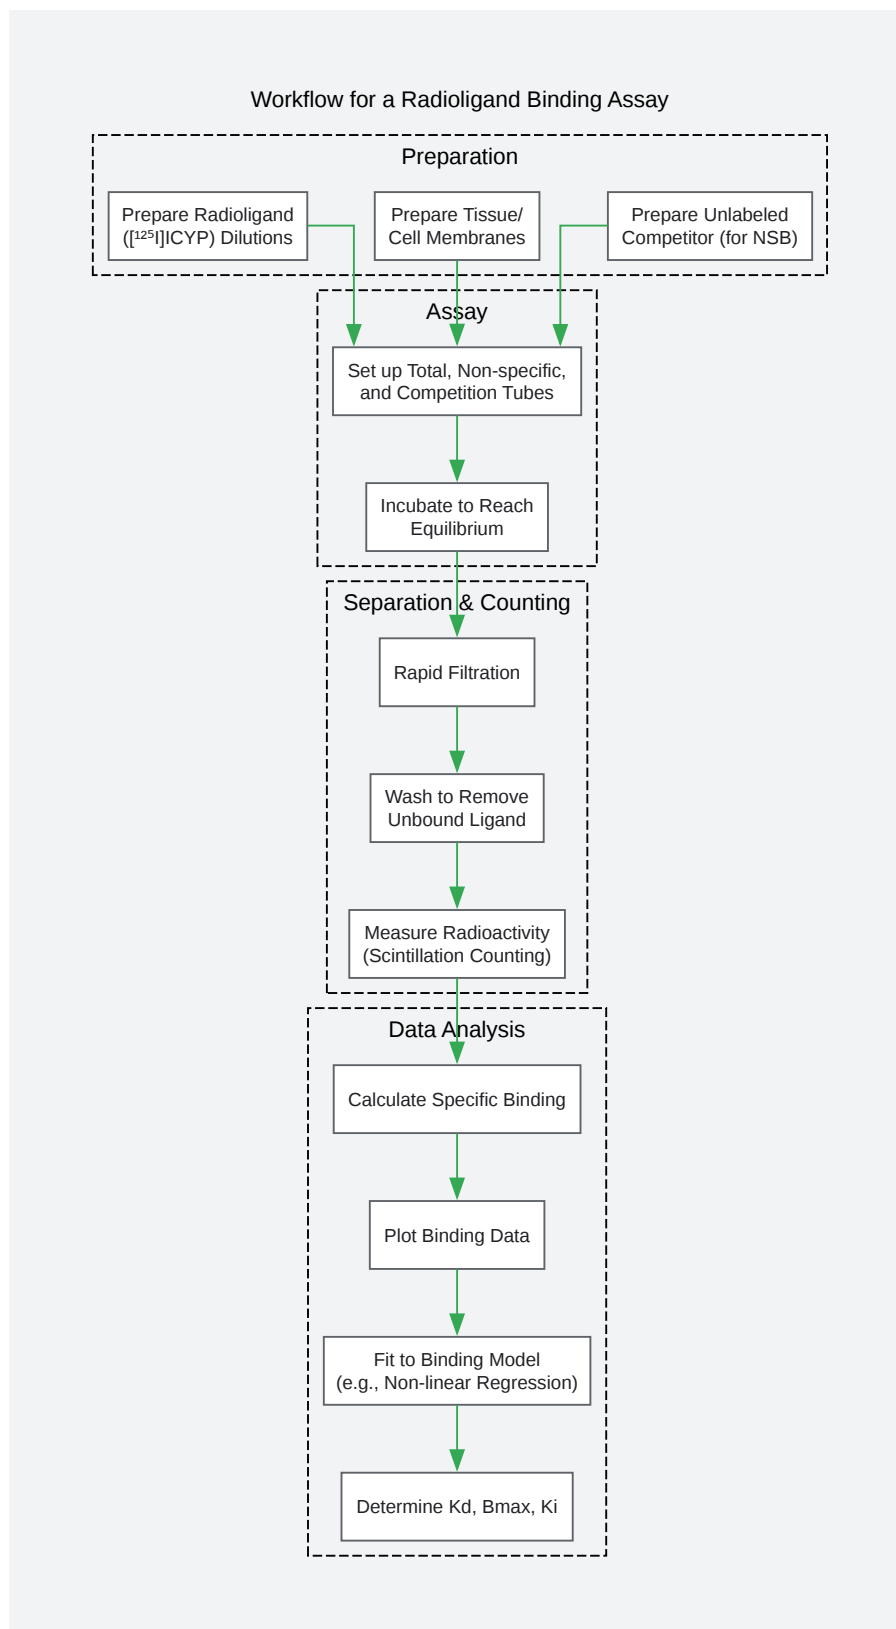 Workflow for a Radioligand Binding Assay
Preparation
Prepare Radioligand
([¹²⁵I]ICYP) Dilutions
Prepare Tissue/
Cell Membranes
Prepare Unlabeled
Competitor (for NSB)
Assay
Set up Total, Non-specific,
and Competition Tubes
Incubate to Reach
Equilibrium
Separation & Counting
Rapid Filtration
Wash to Remove
Unbound Ligand
Measure Radioactivity
(Scintillation Counting)
Data Analysis
Calculate Specific Binding
Plot Binding Data
Fit to Binding Model
(e.g., Non-linear Regression)
Determine Kd, Bmax, Ki